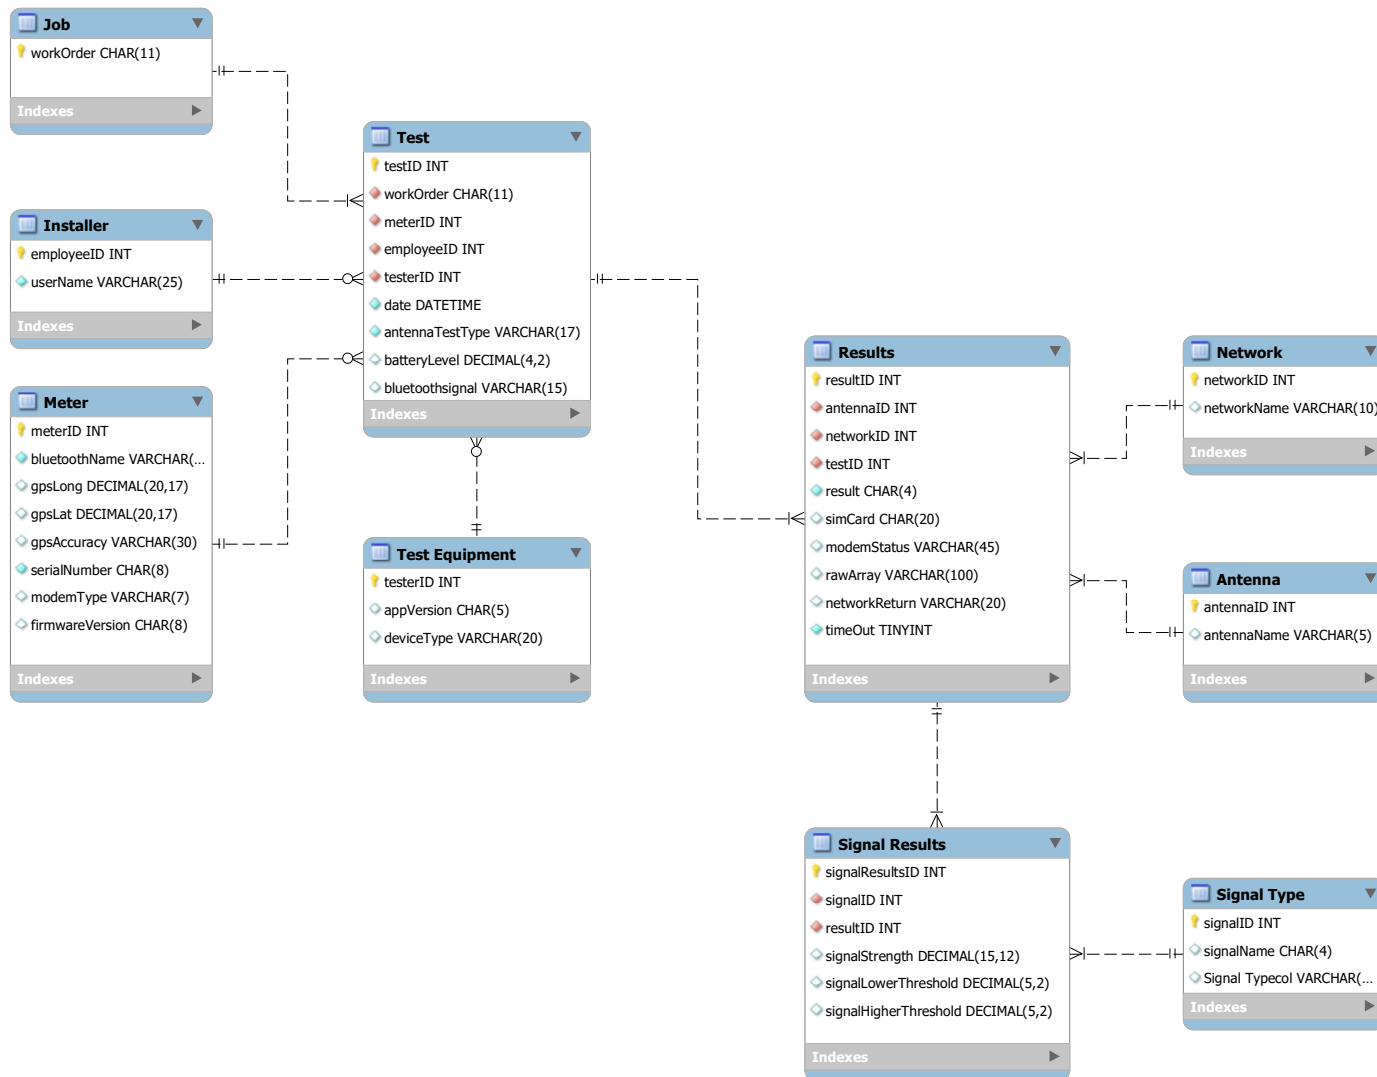 Job
workOrder CHAR(11)
Indexes
Installer
employeeID INT
userName VARCHAR(25)
Indexes
Meter
meterID INT
bluetoothName VARCHAR(...
gpsLong DECIMAL(20,17)
gpsLat DECIMAL(20,17)
gpsAccuracy VARCHAR(30)
serialNumber CHAR(8)
modemType VARCHAR(7)
firmwareVersion CHAR(8)
Indexes
Test
testID INT
workOrder CHAR(11)
meterID INT
employeeID INT
testerID INT
date DATETIME
antennaTestType VARCHAR(17)
batteryLevel DECIMAL(4,2)
bluetoothsignal VARCHAR(15)
Indexes
Test Equipment
testerID INT
appVersion CHAR(5)
deviceType VARCHAR(20)
Indexes
Results
resultID INT
antennaID INT
networkID INT
testID INT
result CHAR(4)
simCard CHAR(20)
modemStatus VARCHAR(45)
rawArray VARCHAR(100)
networkReturn VARCHAR(20)
timeOut TINYINT
Indexes
Network
networkID INT
networkName VARCHAR(10)
Indexes
Antenna
antennaID INT
antennaName VARCHAR(5)
Indexes
Signal Results
signalResultsID INT
signalID INT
resultID INT
signalStrength DECIMAL(15,12)
signalLowerThreshold DECIMAL(5,2)
signalHigherThreshold DECIMAL(5,2)
Indexes
Signal Type
signalID INT
signalName CHAR(4)
Signal Typecol VARCHAR(...
Indexes